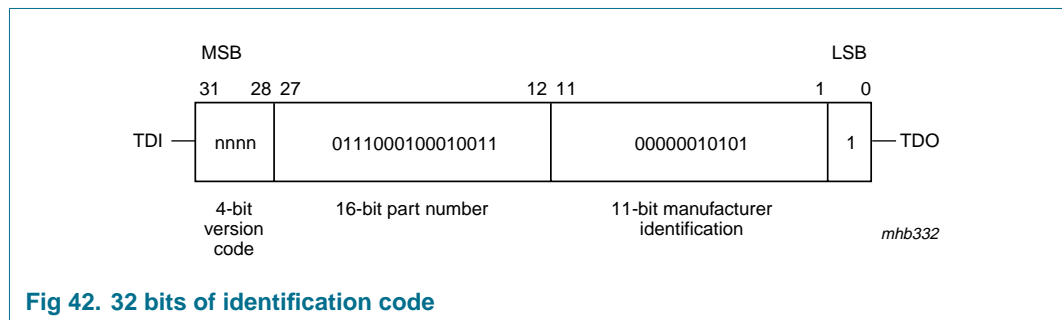 MSB LSB
31 28 27 12 11 1 0
TDI nnnn 0111000100010011 00000010101 1 TDO
4-bit version code
16-bit part number
11-bit manufacturer identification
mhb332
Fig 42. 32 bits of identification code